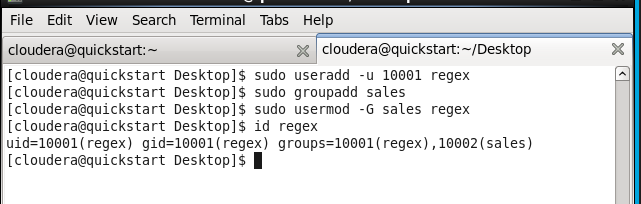 File Edit View Search Terminal Tabs Help
cloudera@quickstart:~
cloudera@quickstart:~/Desktop
[cloudera@quickstart Desktop]$ sudo useradd -u 10001 regex
[cloudera@quickstart Desktop]$ sudo groupadd sales
[cloudera@quickstart Desktop]$ sudo usermod -G sales regex
[cloudera@quickstart Desktop]$ id regex
uid=10001(regex) gid=10001(regex) groups=10001(regex),10002(sales)
[cloudera@quickstart Desktop]$